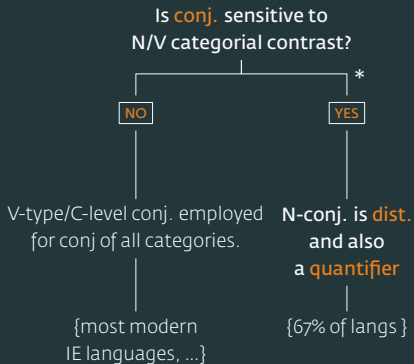 Is conj. sensitive to
N/V categorial contrast?
*
NO
YES
V-type/C-level conj. employed
for conj of all categories.
N-conj. is dist.
and also
a quantifier
{most modern
IE languages, ...}
{67% of langs }